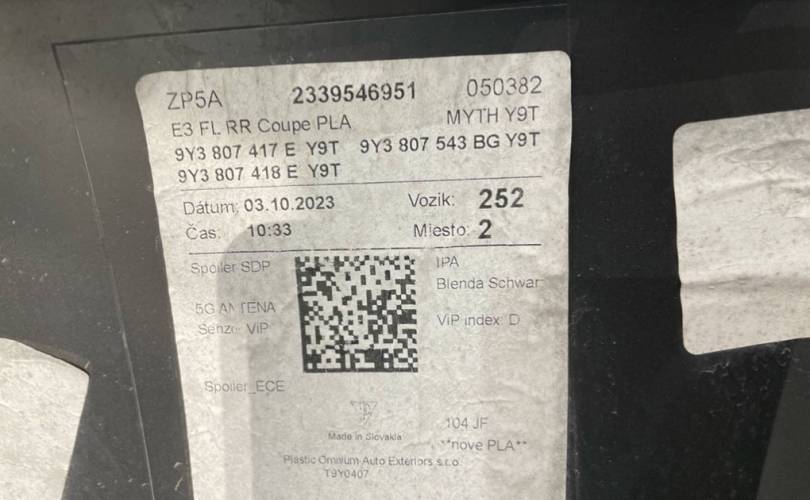 ZP5A 2339546951 050382
E3 FL RR Coupe PLA MYTH Y9T
9Y3 807 417 E Y9T 9Y3 807 543 BG Y9T
9Y3 807 418 E Y9T
Dátum: 03.10.2023 Vozik: 252
Čas: 10:33 Miesto: 2
Spoiler SDP IPA
Blenda Schwar
5G ANTENA
Senzor ViP ViP index: D
Spoiler_ECE
104 JF
Made in Slovakia
**nove PLA**
Plastic Omnium Auto Exteriors s.r.o.
T9Y0407